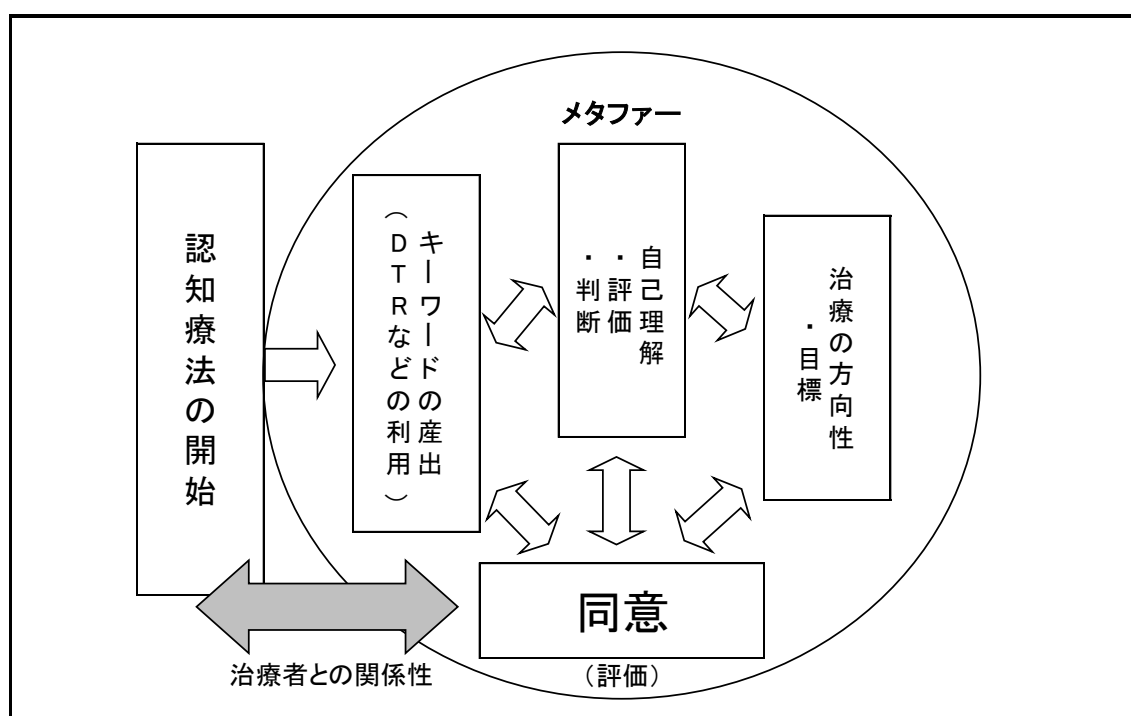 メタファー
認知療法の開始
キーワードの産出
（DTRなどの利用）
自己理解
・評価
・判断
治療の方向性
・目標
同意
（評価）
治療者との関係性